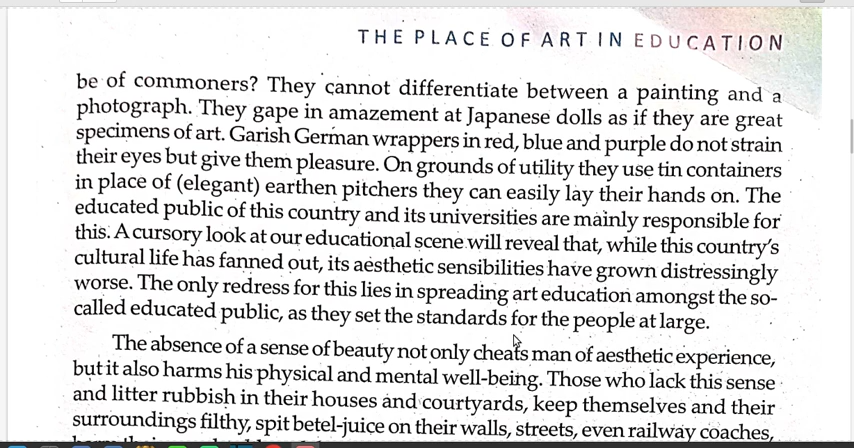 THE PLACE OF ART IN EDUCATION
be of commoners? They cannot differentiate between a painting and a
photograph. They gape in amazement at Japanese dolls as if they are great
specimens of art. Garish German wrappers in red, blue and purple do not strain
their eyes but give them pleasure. On grounds of utility they use tin containers
in place of (elegant) earthen pitchers they can easily lay their hands on. The
educated public of this country and its universities are mainly responsible for
this. A cursory look at our educational scene will reveal that, while this country's
cultural life has fanned out, its aesthetic sensibilities have grown distressingly
worse. The only redress for this lies in spreading art education amongst the so-
called educated public, as they set the standards for the people at large.
The absence of a sense of beauty not only cheats man of aesthetic experience,
but it also harms his physical and mental well-being. Those who lack this sense
and litter rubbish in their houses and courtyards, keep themselves and their
surroundings filthy, spit betel-juice on their walls, streets, even railway coaches,